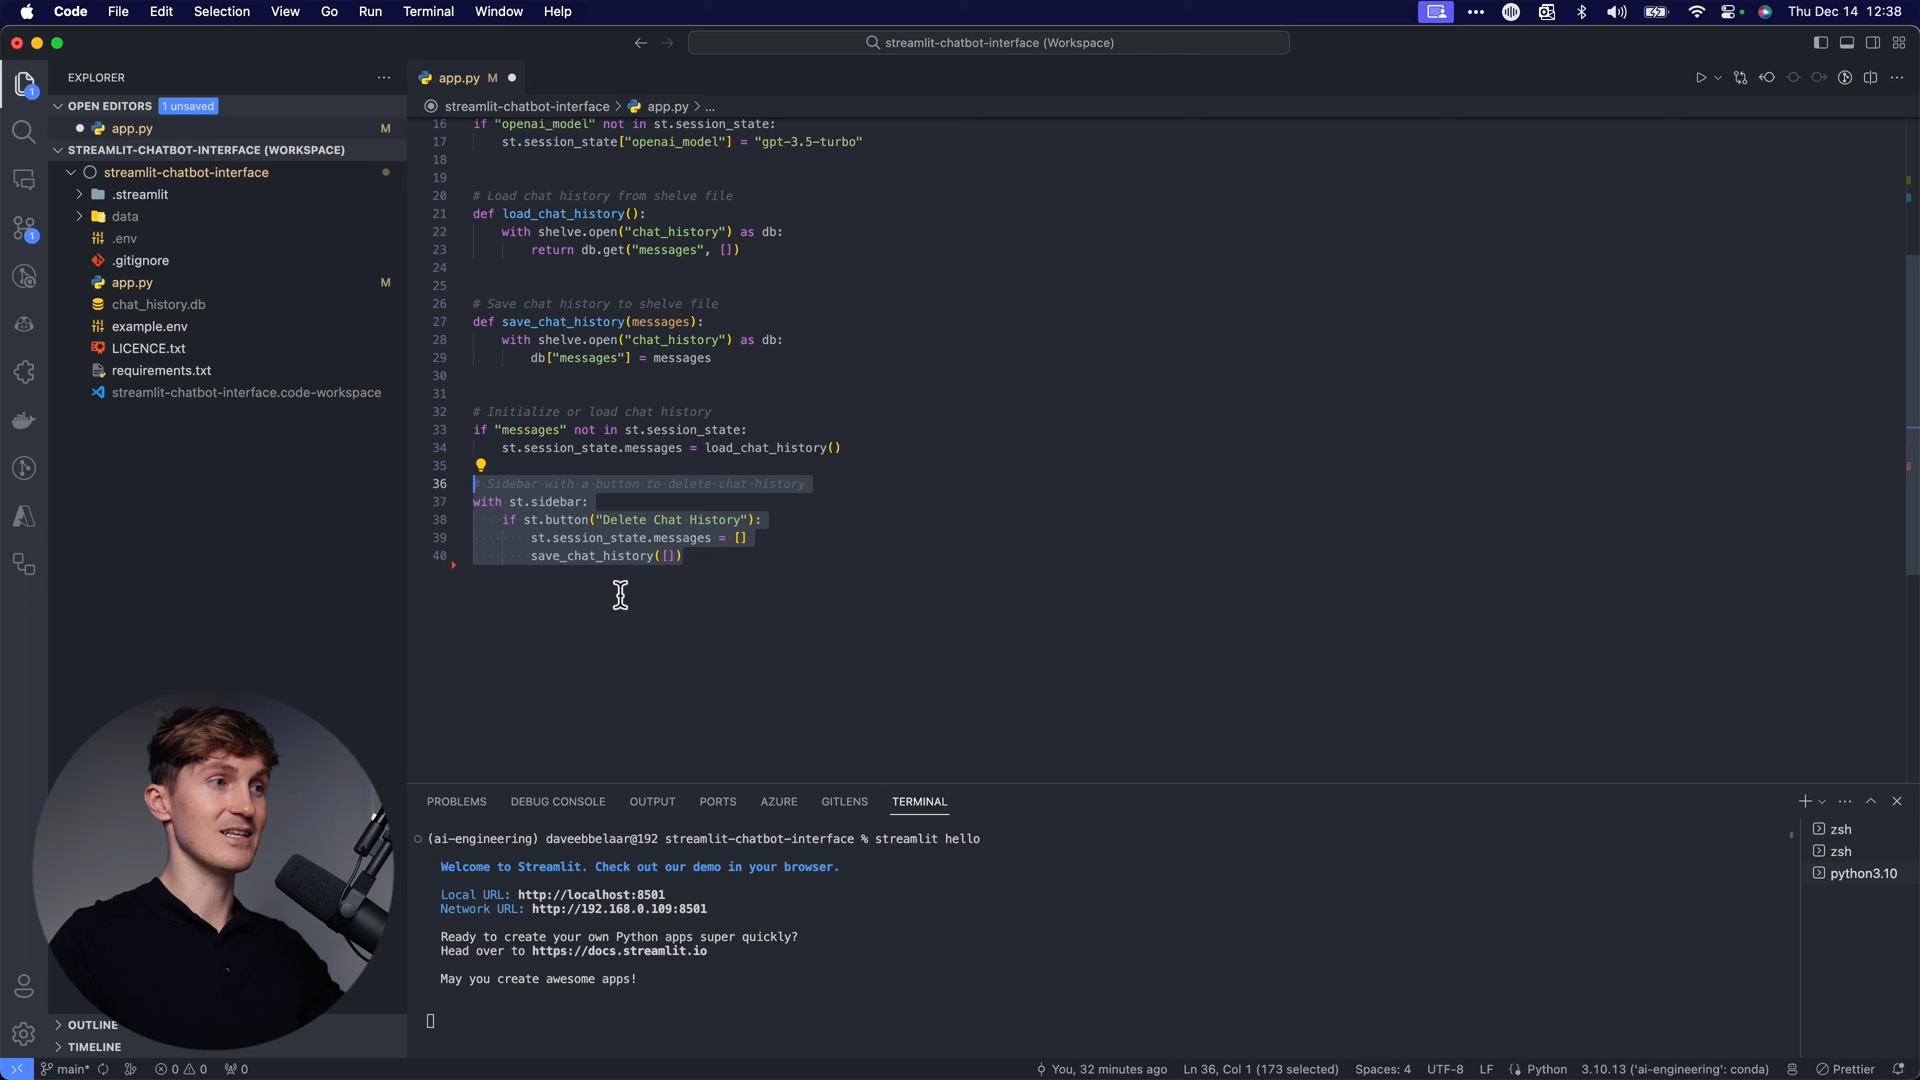 Code File Edit Selection View Go Run Terminal Window Help
Thu Dec 14 12:38
streamlit-chatbot-interface (Workspace)
EXPLORER
OPEN EDITORS 1 unsaved
app.py M
STREAMLIT-CHATBOT-INTERFACE (WORKSPACE)
streamlit-chatbot-interface
.streamlit
data
.env
.gitignore
app.py M
chat_history.db
example.env
LICENCE.txt
requirements.txt
streamlit-chatbot-interface.code-workspace
OUTLINE
TIMELINE
1
1
app.py M
streamlit-chatbot-interface > app.py > ...
16 if "openai_model" not in st.session_state:
17 st.session_state["openai_model"] = "gpt-3.5-turbo"
18
19
20 # Load chat history from shelve file
21 def load_chat_history():
22 with shelve.open("chat_history") as db:
23 return db.get("messages", [])
24
25
26 # Save chat history to shelve file
27 def save_chat_history(messages):
28 with shelve.open("chat_history") as db:
29 db["messages"] = messages
30
31
32 # Initialize or load chat history
33 if "messages" not in st.session_state:
34 st.session_state.messages = load_chat_history()
35
36 # Sidebar with a button to delete chat history
37 with st.sidebar:
38 if st.button("Delete Chat History"):
39 st.session_state.messages = []
40 save_chat_history([])
PROBLEMS DEBUG CONSOLE OUTPUT PORTS AZURE GITLENS TERMINAL
(ai-engineering) daveebbelaar@192 streamlit-chatbot-interface % streamlit hello
Welcome to Streamlit. Check out our demo in your browser.
Local URL: http://localhost:8501
Network URL: http://192.168.0.109:8501
Ready to create your own Python apps super quickly?
Head over to https://docs.streamlit.io
May you create awesome apps!
zsh
zsh
python3.10
main* 0 0 0
You, 32 minutes ago Ln 36, Col 1 (173 selected) Spaces: 4 UTF-8 LF Python 3.10.13 ('ai-engineering': conda) Prettier